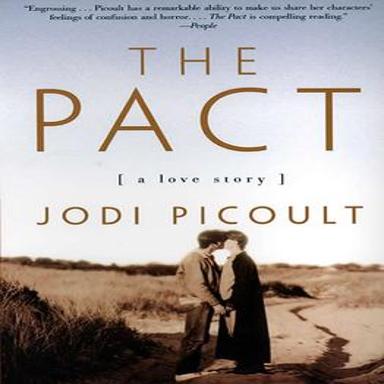 "Engrossing . . . Picoult has a remarkable ability to make us share her characters'
feelings of confusion and horror. . . . The Pact is compelling reading."
—People
THE
PACT
[ a love story ]
JODI PICOULT